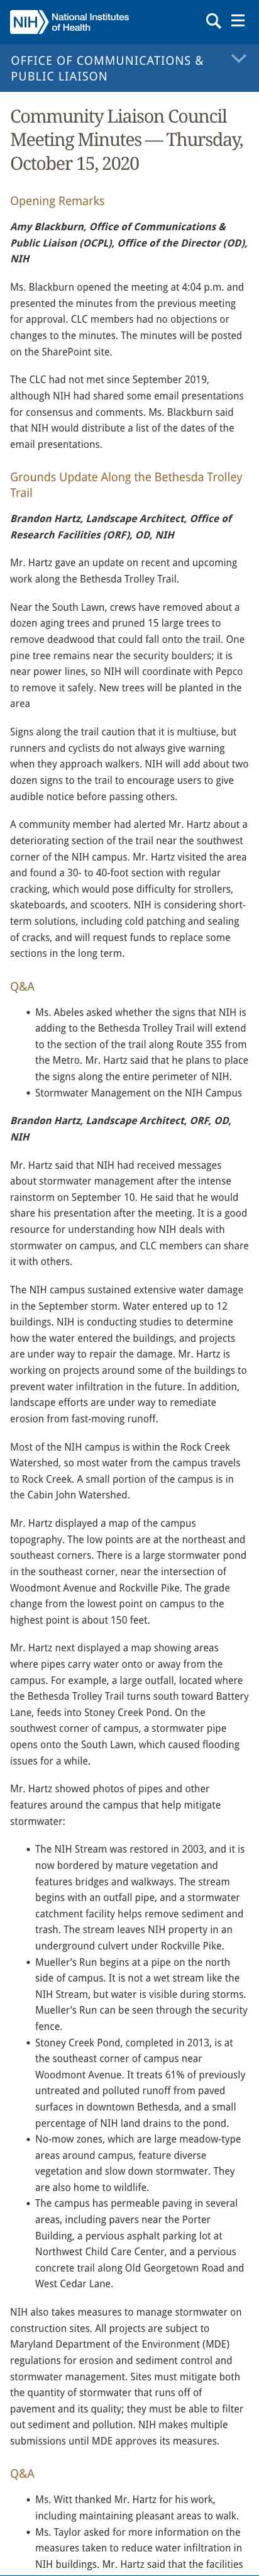 NIH National Institutes
of Health
OFFICE OF COMMUNICATIONS &
PUBLIC LIAISON
Community Liaison Council
Meeting Minutes — Thursday,
October 15, 2020
Opening Remarks
Amy Blackburn, Office of Communications &
Public Liaison (OCPL), Office of the Director (OD),
NIH
Ms. Blackburn opened the meeting at 4:04 p.m. and
presented the minutes from the previous meeting
for approval. CLC members had no objections or
changes to the minutes. The minutes will be posted
on the SharePoint site.
The CLC had not met since September 2019,
although NIH had shared some email presentations
for consensus and comments. Ms. Blackburn said
that NIH would distribute a list of the dates of the
email presentations.
Grounds Update Along the Bethesda Trolley
Trail
Brandon Hartz, Landscape Architect, Office of
Research Facilities (ORF), OD, NIH
Mr. Hartz gave an update on recent and upcoming
work along the Bethesda Trolley Trail.
Near the South Lawn, crews have removed about a
dozen aging trees and pruned 15 large trees to
remove deadwood that could fall onto the trail. One
pine tree remains near the security boulders; it is
near power lines, so NIH will coordinate with Pepco
to remove it safely. New trees will be planted in the
area
Signs along the trail caution that it is multiuse, but
runners and cyclists do not always give warning
when they approach walkers. NIH will add about two
dozen signs to the trail to encourage users to give
audible notice before passing others.
A community member had alerted Mr. Hartz about a
deteriorating section of the trail near the southwest
corner of the NIH campus. Mr. Hartz visited the area
and found a 30- to 40-foot section with regular
cracking, which would pose difficulty for strollers,
skateboards, and scooters. NIH is considering short-
term solutions, including cold patching and sealing
of cracks, and will request funds to replace some
sections in the long term.
Q&A
• Ms. Abeles asked whether the signs that NIH is
adding to the Bethesda Trolley Trail will extend
to the section of the trail along Route 355 from
the Metro. Mr. Hartz said that he plans to place
the signs along the entire perimeter of NIH.
• Stormwater Management on the NIH Campus
Brandon Hartz, Landscape Architect, ORF, OD,
NIH
Mr. Hartz said that NIH had received messages
about stormwater management after the intense
rainstorm on September 10. He said that he would
share his presentation after the meeting. It is a good
resource for understanding how NIH deals with
stormwater on campus, and CLC members can share
it with others.
The NIH campus sustained extensive water damage
in the September storm. Water entered up to 12
buildings. NIH is conducting studies to determine
how the water entered the buildings, and projects
are under way to repair the damage. Mr. Hartz is
working on projects around some of the buildings to
prevent water infiltration in the future. In addition,
landscape efforts are under way to remediate
erosion from fast-moving runoff.
Most of the NIH campus is within the Rock Creek
Watershed, so most water from the campus travels
to Rock Creek. A small portion of the campus is in
the Cabin John Watershed.
Mr. Hartz displayed a map of the campus
topography. The low points are at the northeast and
southeast corners. There is a large stormwater pond
in the southeast corner, near the intersection of
Woodmont Avenue and Rockville Pike. The grade
change from the lowest point on campus to the
highest point is about 150 feet.
Mr. Hartz next displayed a map showing areas
where pipes carry water onto or away from the
campus. For example, a large outfall, located where
the Bethesda Trolley Trail turns south toward Battery
Lane, feeds into Stoney Creek Pond. On the
southwest corner of campus, a stormwater pipe
opens onto the South Lawn, which caused flooding
issues for a while.
Mr. Hartz showed photos of pipes and other
features around the campus that help mitigate
stormwater:
• The NIH Stream was restored in 2003, and it is
now bordered by mature vegetation and
features bridges and walkways. The stream
begins with an outfall pipe, and a stormwater
catchment facility helps remove sediment and
trash. The stream leaves NIH property in an
underground culvert under Rockville Pike.
• Mueller’s Run begins at a pipe on the north
side of campus. It is not a wet stream like the
NIH Stream, but water is visible during storms.
Mueller’s Run can be seen through the security
fence.
• Stoney Creek Pond, completed in 2013, is at
the southeast corner of campus near
Woodmont Avenue. It treats 61% of previously
untreated and polluted runoff from paved
surfaces in downtown Bethesda, and a small
percentage of NIH land drains to the pond.
• No-mow zones, which are large meadow-type
areas around campus, feature diverse
vegetation and slow down stormwater. They
are also home to wildlife.
• The campus has permeable paving in several
areas, including pavers near the Porter
Building, a pervious asphalt parking lot at
Northwest Child Care Center, and a pervious
concrete trail along Old Georgetown Road and
West Cedar Lane.
NIH also takes measures to manage stormwater on
construction sites. All projects are subject to
Maryland Department of the Environment (MDE)
regulations for erosion and sediment control and
stormwater management. Sites must mitigate both
the quantity of stormwater that runs off of
pavement and its quality; they must be able to filter
out sediment and pollution. NIH makes multiple
submissions until MDE approves its measures.
Q&A
• Ms. Witt thanked Mr. Hartz for his work,
including maintaining pleasant areas to walk.
• Ms. Taylor asked for more information on the
measures taken to reduce water infiltration in
NIH buildings. Mr. Hartz said that the facilities